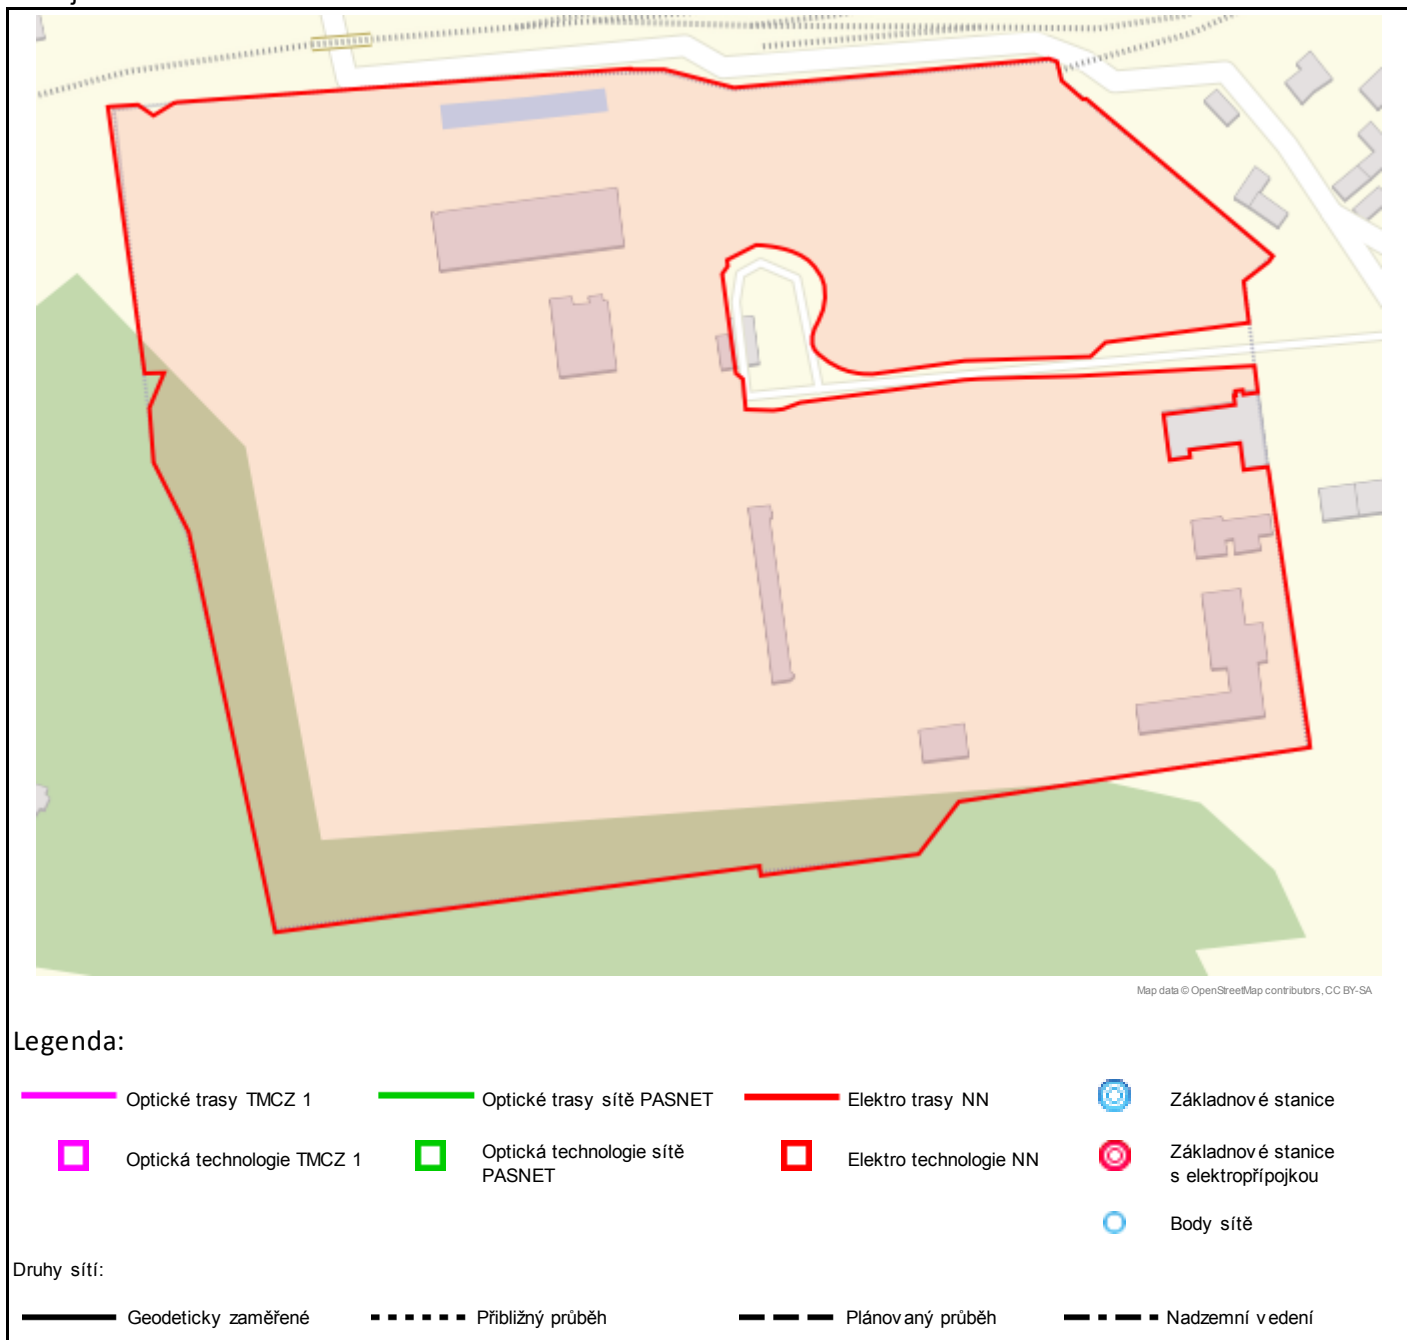 Map data © OpenStreetMap contributors, CC BY-SA
Legenda:
Optické trasy TMCZ 1
Optické trasy sítě PASNET
Elektro trasy NN
Základnové stanice
Optická technologie TMCZ 1
Optická technologie sítě
PASNET
Elektro technologie NN
Základnové stanice
s elektropřípojkou
Body sítě
Druhy sítí:
Geodeticky zaměřené
Přibližný průběh
Plánovaný průběh
Nadzemní vedení